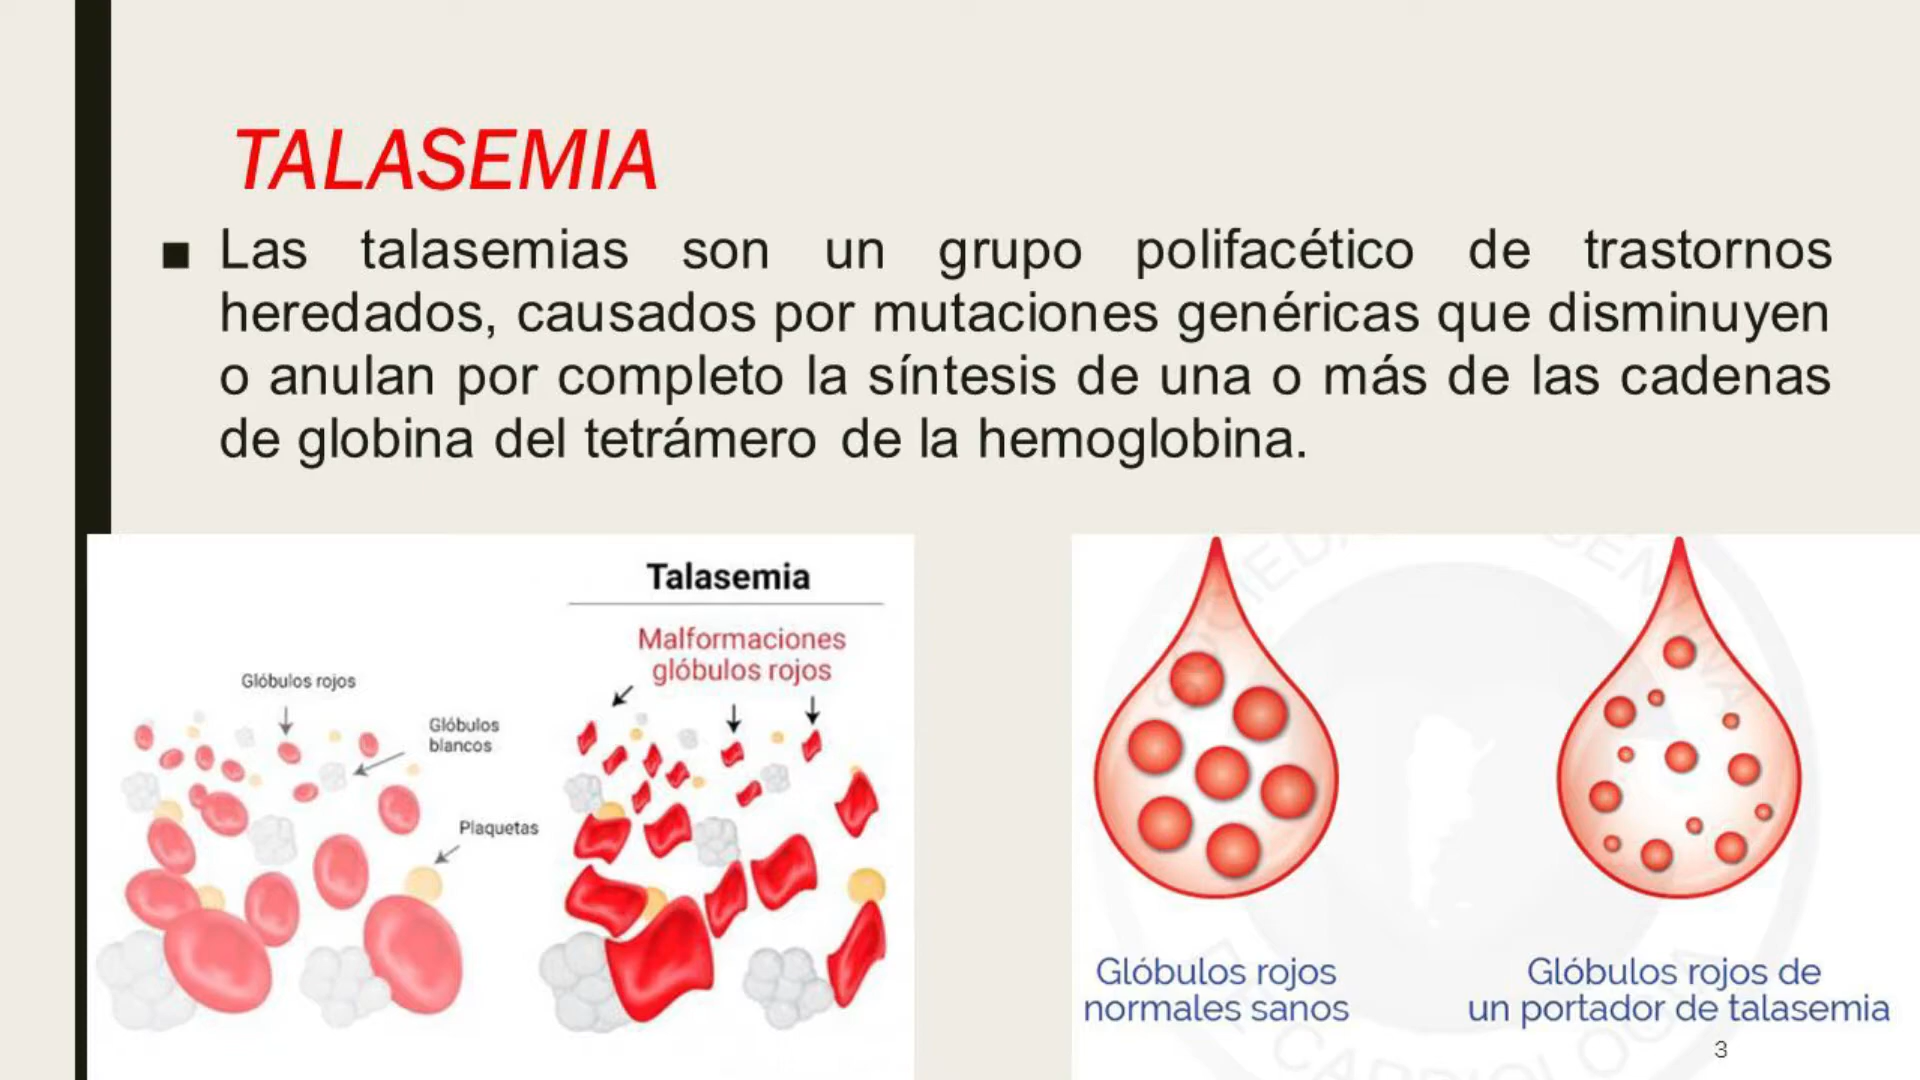 TALASEMIA
■ Las talasemias son un grupo polifacético de trastornos
heredados, causados por mutaciones genéricas que disminuyen
o anulan por completo la síntesis de una o más de las cadenas
de globina del tetrámero de la hemoglobina.
Talasemia
Malformaciones
glóbulos rojos
Glóbulos rojos
Glóbulos
blancos
Plaquetas
Glóbulos rojos
normales sanos
Glóbulos rojos de
un portador de talasemia
3